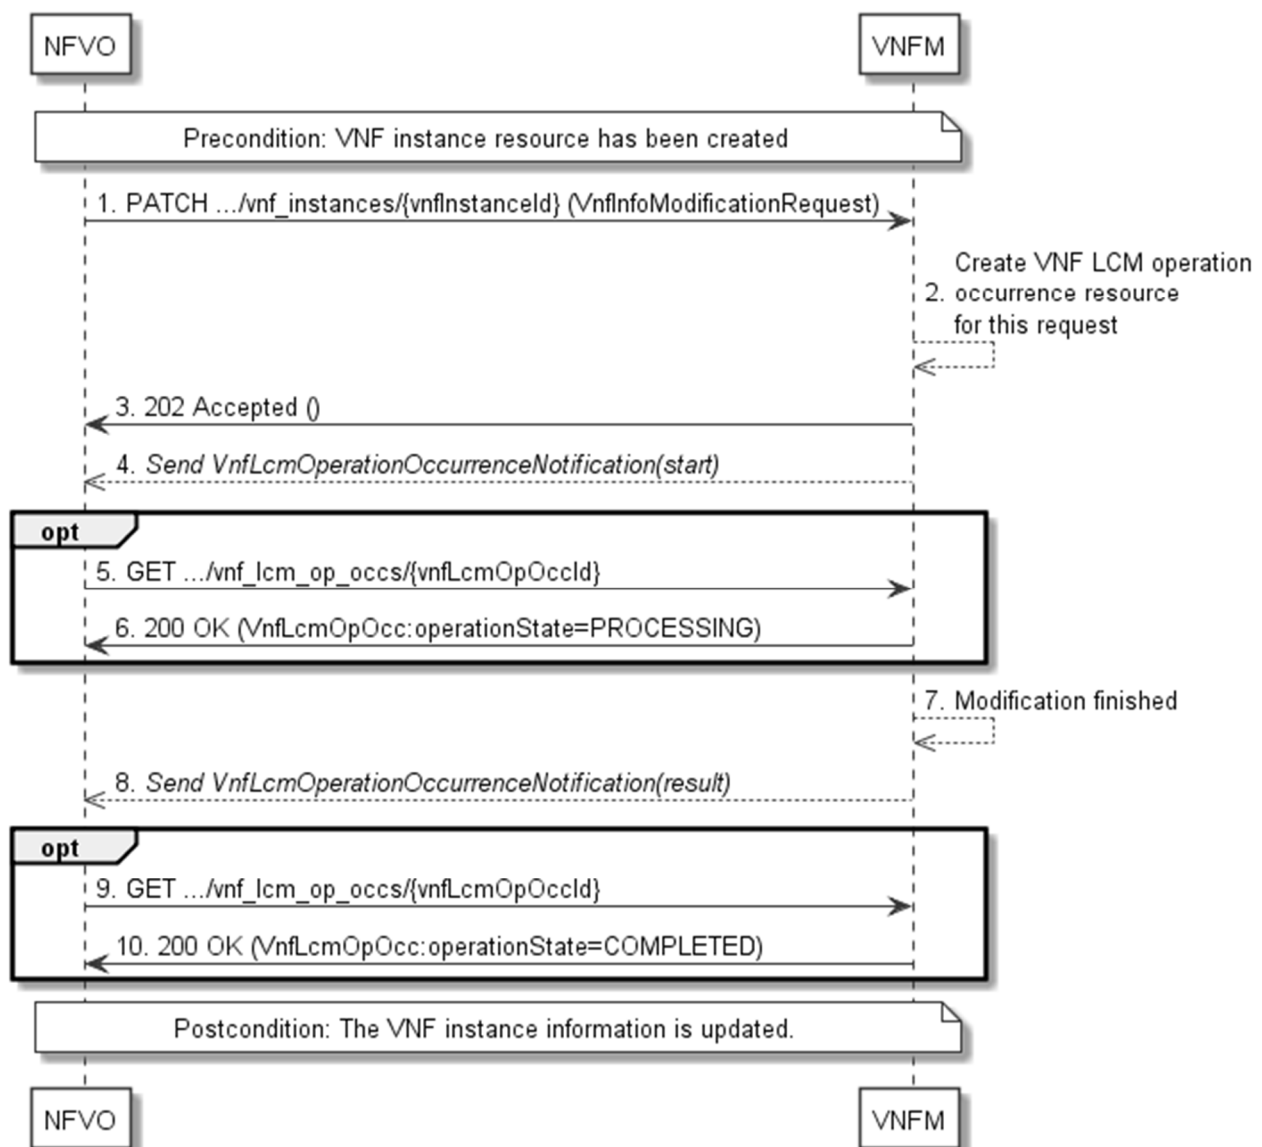 NFVO
VNFM
Precondition: VNF instance resource has been created
1. PATCH .../vnf_instances/{vnfInstanceId} (VnfInfoModificationRequest)
Create VNF LCM operation
2. occurrence resource
for this request
3. 202 Accepted ()
4. Send VnfLcmOperationOccurrenceNotification(start)
opt
5. GET .../vnf_lcm_op_occs/{vnfLcmOpOccId}
6. 200 OK (VnfLcmOpOcc:operationState=PROCESSING)
7. Modification finished
8. Send VnfLcmOperationOccurrenceNotification(result)
opt
9. GET .../vnf_lcm_op_occs/{vnfLcmOpOccId}
10. 200 OK (VnfLcmOpOcc:operationState=COMPLETED)
Postcondition: The VNF instance information is updated.
NFVO
VNFM